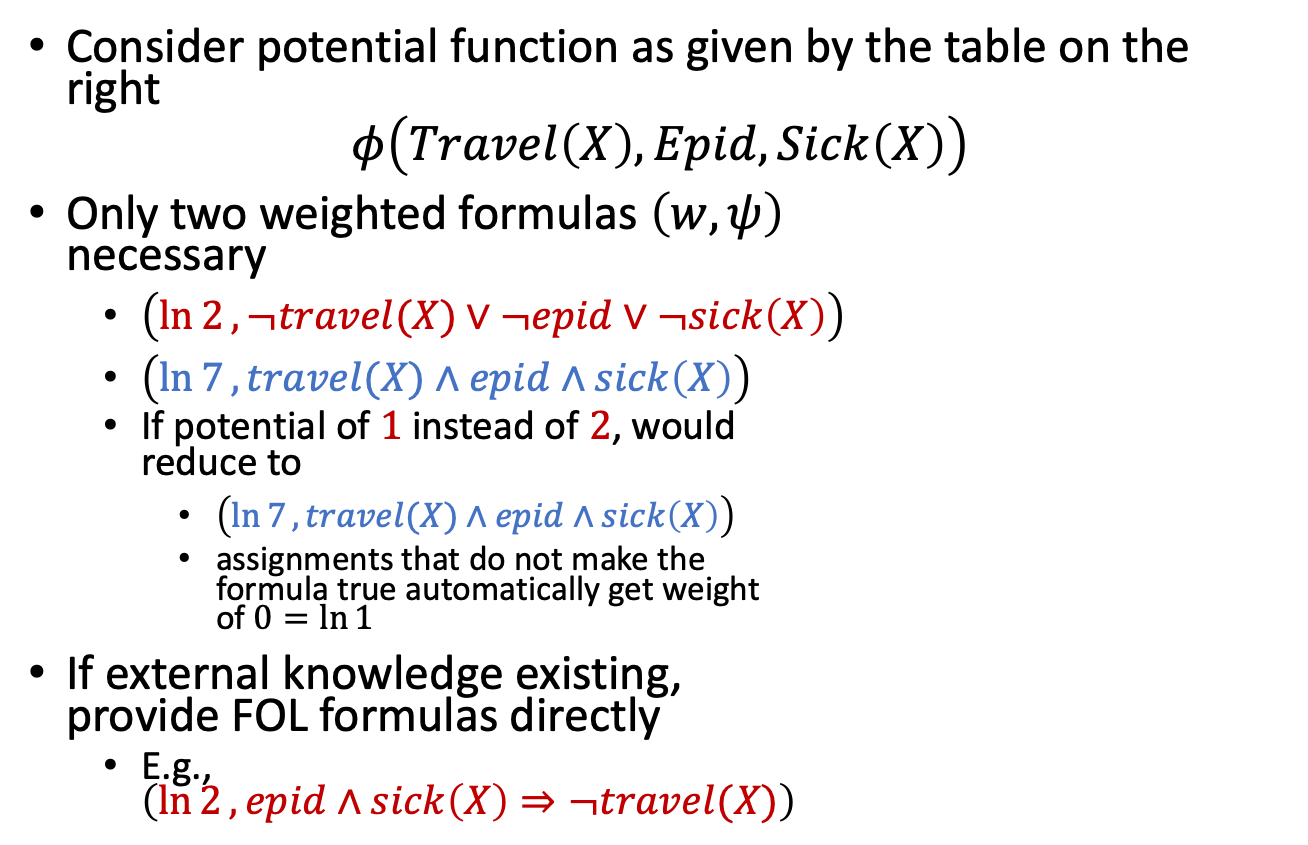 • Consider potential function as given by the table on the
right
ϕ(Travel(X), Epid, Sick(X))
• Only two weighted formulas (w, ψ)
necessary
• (ln 2 , ¬travel(X) ∨ ¬epid ∨ ¬sick(X))
• (ln 7 , travel(X) ∧ epid ∧ sick(X))
• If potential of 1 instead of 2, would
reduce to
• (ln 7 , travel(X) ∧ epid ∧ sick(X))
• assignments that do not make the
formula true automatically get weight
of 0 = ln 1
• If external knowledge existing,
provide FOL formulas directly
• E.g.,
(ln 2 , epid ∧ sick(X) ⇒ ¬travel(X))